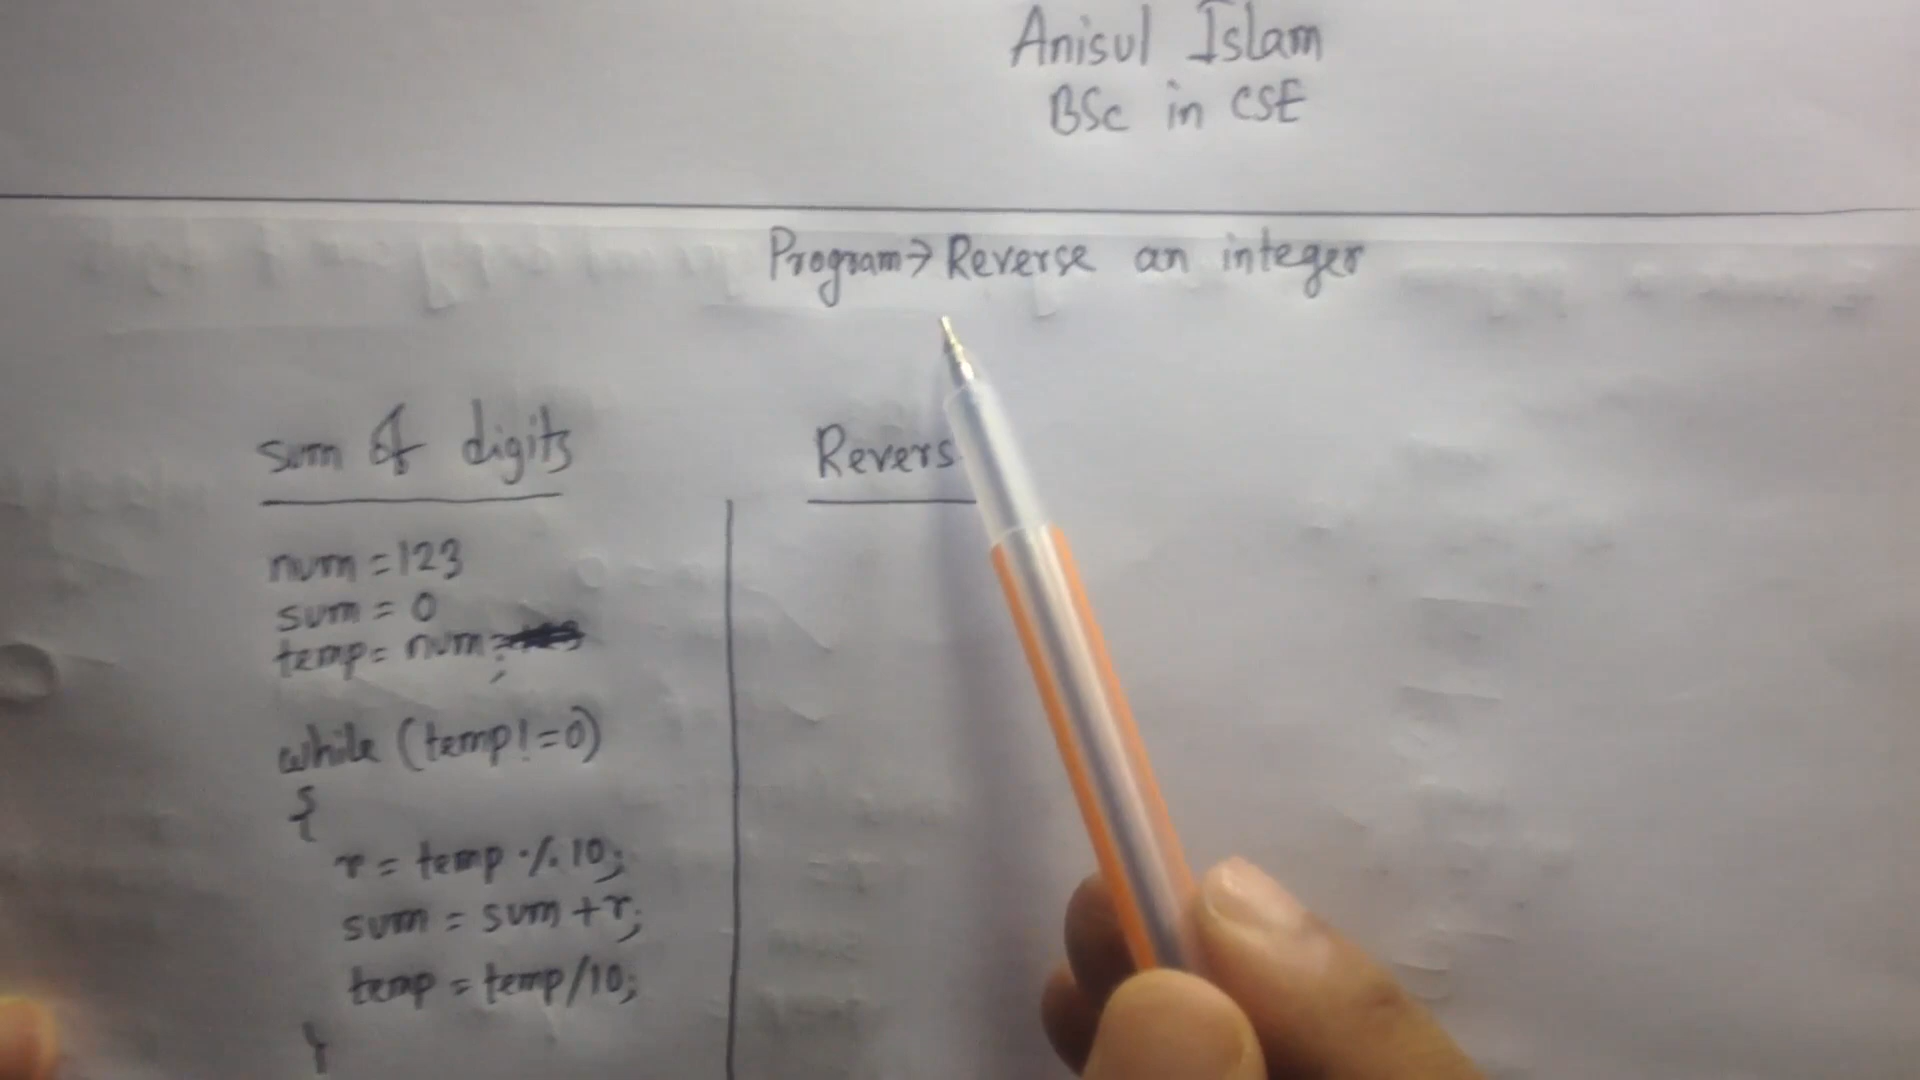 Anisul Islam
BSc in CSE
Program→Reverse an integer
sum of digits
num = 123
sum = 0
temp = num;
while (temp!=0)
{
r = temp % 10;
sum = sum + r;
temp = temp/10;
}
Revers